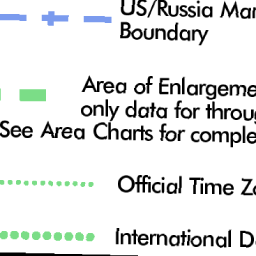 US/Russia Mar
Boundary
Area of Enlargeme
only data for throug
See Area Charts for comple
Official Time Zo
International D